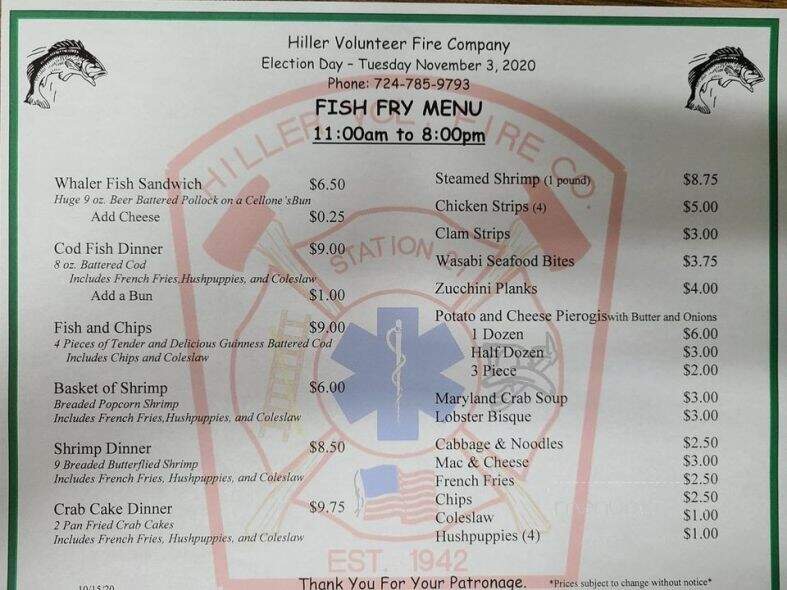 Hiller Volunteer Fire Company
Election Day - Tuesday November 3, 2020
Phone: 724-785-9793
FISH FRY MENU
11:00am to 8:00pm
HILLER VOL. FIRE CO.
STATION
Whaler Fish Sandwich $6.50
Huge 9 oz. Beer Battered Pollock on a Cellone'sBun
Add Cheese $0.25
Cod Fish Dinner $9.00
8 oz. Battered Cod
Includes French Fries,Hushpuppies, and Coleslaw
Add a Bun $1.00
Fish and Chips $9.00
4 Pieces of Tender and Delicious Guinness Battered Cod
Includes Chips and Coleslaw
Basket of Shrimp $6.00
Breaded Popcorn Shrimp
Includes French Fries,Hushpuppies, and Coleslaw
Shrimp Dinner $8.50
9 Breaded Butterflied Shrimp
Includes French Fries, Hushpuppies, and Coleslaw
Crab Cake Dinner $9.75
2 Pan Fried Crab Cakes
Includes French Fries, Hushpuppies, and Coleslaw
Steamed Shrimp (1 pound) $8.75
Chicken Strips (4) $5.00
Clam Strips $3.00
Wasabi Seafood Bites $3.75
Zucchini Planks $4.00
Potato and Cheese Pierogiswith Butter and Onions
1 Dozen $6.00
Half Dozen $3.00
3 Piece $2.00
Maryland Crab Soup $3.00
Lobster Bisque $3.00
Cabbage & Noodles $2.50
Mac & Cheese $3.00
French Fries $2.50
Chips $2.50
Coleslaw $1.00
Hushpuppies (4) $1.00
EST. 1942
10/15/20 Thank You For Your Patronage. *Prices subject to change without notice*